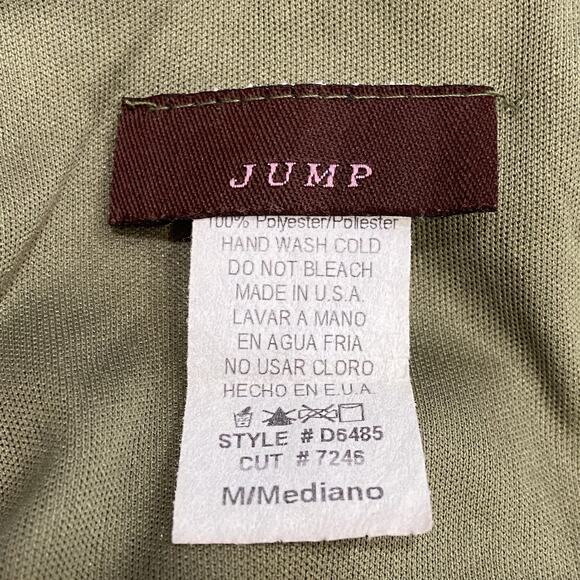 JUMP
100% Polyester/Poliester
HAND WASH COLD
DO NOT BLEACH
MADE IN U.S.A.
LAVAR A MANO
EN AGUA FRIA
NO USAR CLORO
HECHO EN E.U.A.
STYLE # D6485
CUT # 7246
M/Mediano